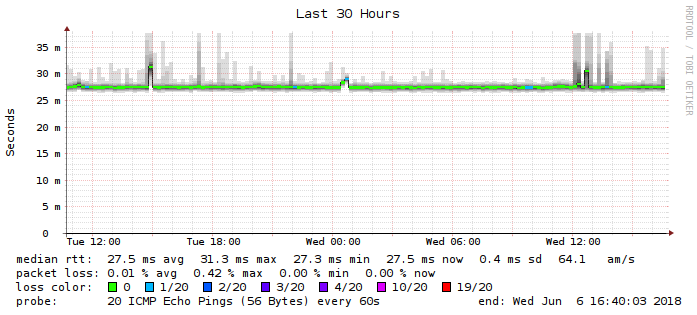 Last 30 Hours
RRDTOOL / TOBI OETIKER
Seconds
35 m
30 m
25 m
20 m
15 m
10 m
5 m
0
Tue 12:00 Tue 18:00 Wed 00:00 Wed 06:00 Wed 12:00
median rtt: 27.5 ms avg 31.3 ms max 27.3 ms min 27.5 ms now 0.4 ms sd 64.1 am/s
packet loss: 0.01 % avg 0.42 % max 0.00 % min 0.00 % now
loss color: 0 1/20 2/20 3/20 4/20 10/20 19/20
probe: 20 ICMP Echo Pings (56 Bytes) every 60s end: Wed Jun 6 16:40:03 2018